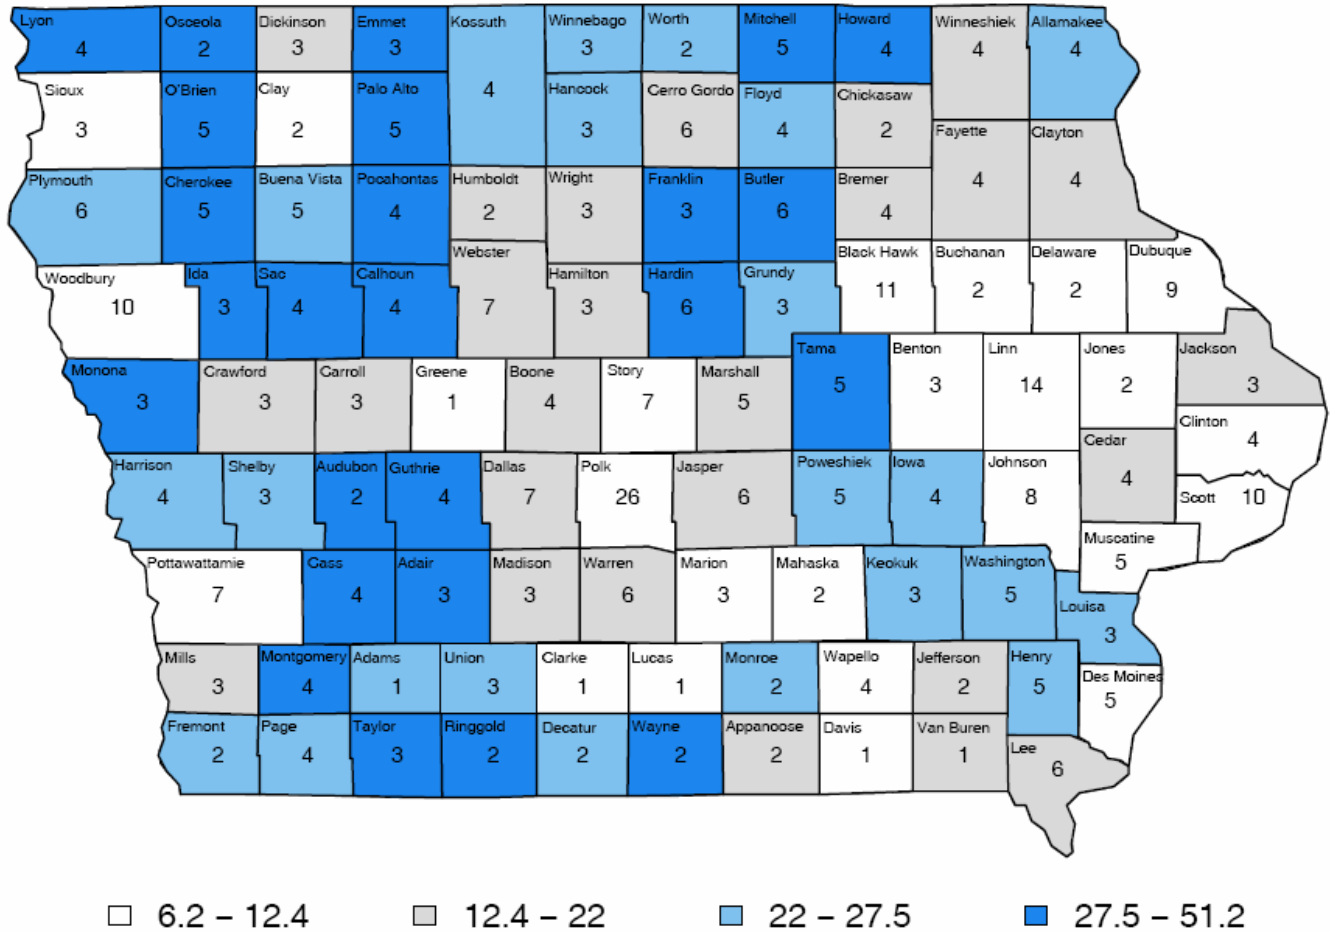 Lyon Osceola Dickinson Emmet Kossuth Winnebago Worth Mitchell Howard Winneshiek Allamakee
4 2 3 3 3 2 5 4 4 4
Sioux O'Brien Clay Palo Alto 4 Hancock Cerro Gordo Floyd Chickasaw
3 5 2 5 3 6 4 2
Fayette Clayton
Plymouth Cherokee Buena Vista Pocahontas Humboldt Wright Franklin Butler Bremer 4 4
6 5 5 4 2 3 3 6 4
Webster Black Hawk Buchanan Delaware Dubuque
Woodbury Ida Sac Calhoun Hamilton Hardin Grundy 11 2 2 9
10 3 4 4 7 3 6 3
Tama Benton Linn Jones Jackson
Monona Crawford Carroll Greene Boone Story Marshall 5 3 14 2 3
3 3 3 1 4 7 5
Clinton
4
Cedar
Harrison Shelby Audubon Guthrie Dallas Polk Jasper Poweshiek Iowa Johnson 4
4 3 2 4 7 26 6 5 4 8 Scott 10
Muscatine
5
Pottawattamie Cass Adair Madison Warren Marion Mahaska Keokuk Washington
7 4 3 3 6 3 2 3 5
Louisa
3
Mills Montgomery Adams Union Clarke Lucas Monroe Wapello Jefferson Henry
3 4 1 3 1 1 2 4 2 5
Des Moines
5
Fremont Page Taylor Ringgold Decatur Wayne Appanoose Davis Van Buren
2 4 3 2 2 2 2 1 1
Lee
6
6.2 – 12.4 12.4 – 22 22 – 27.5 27.5 – 51.2